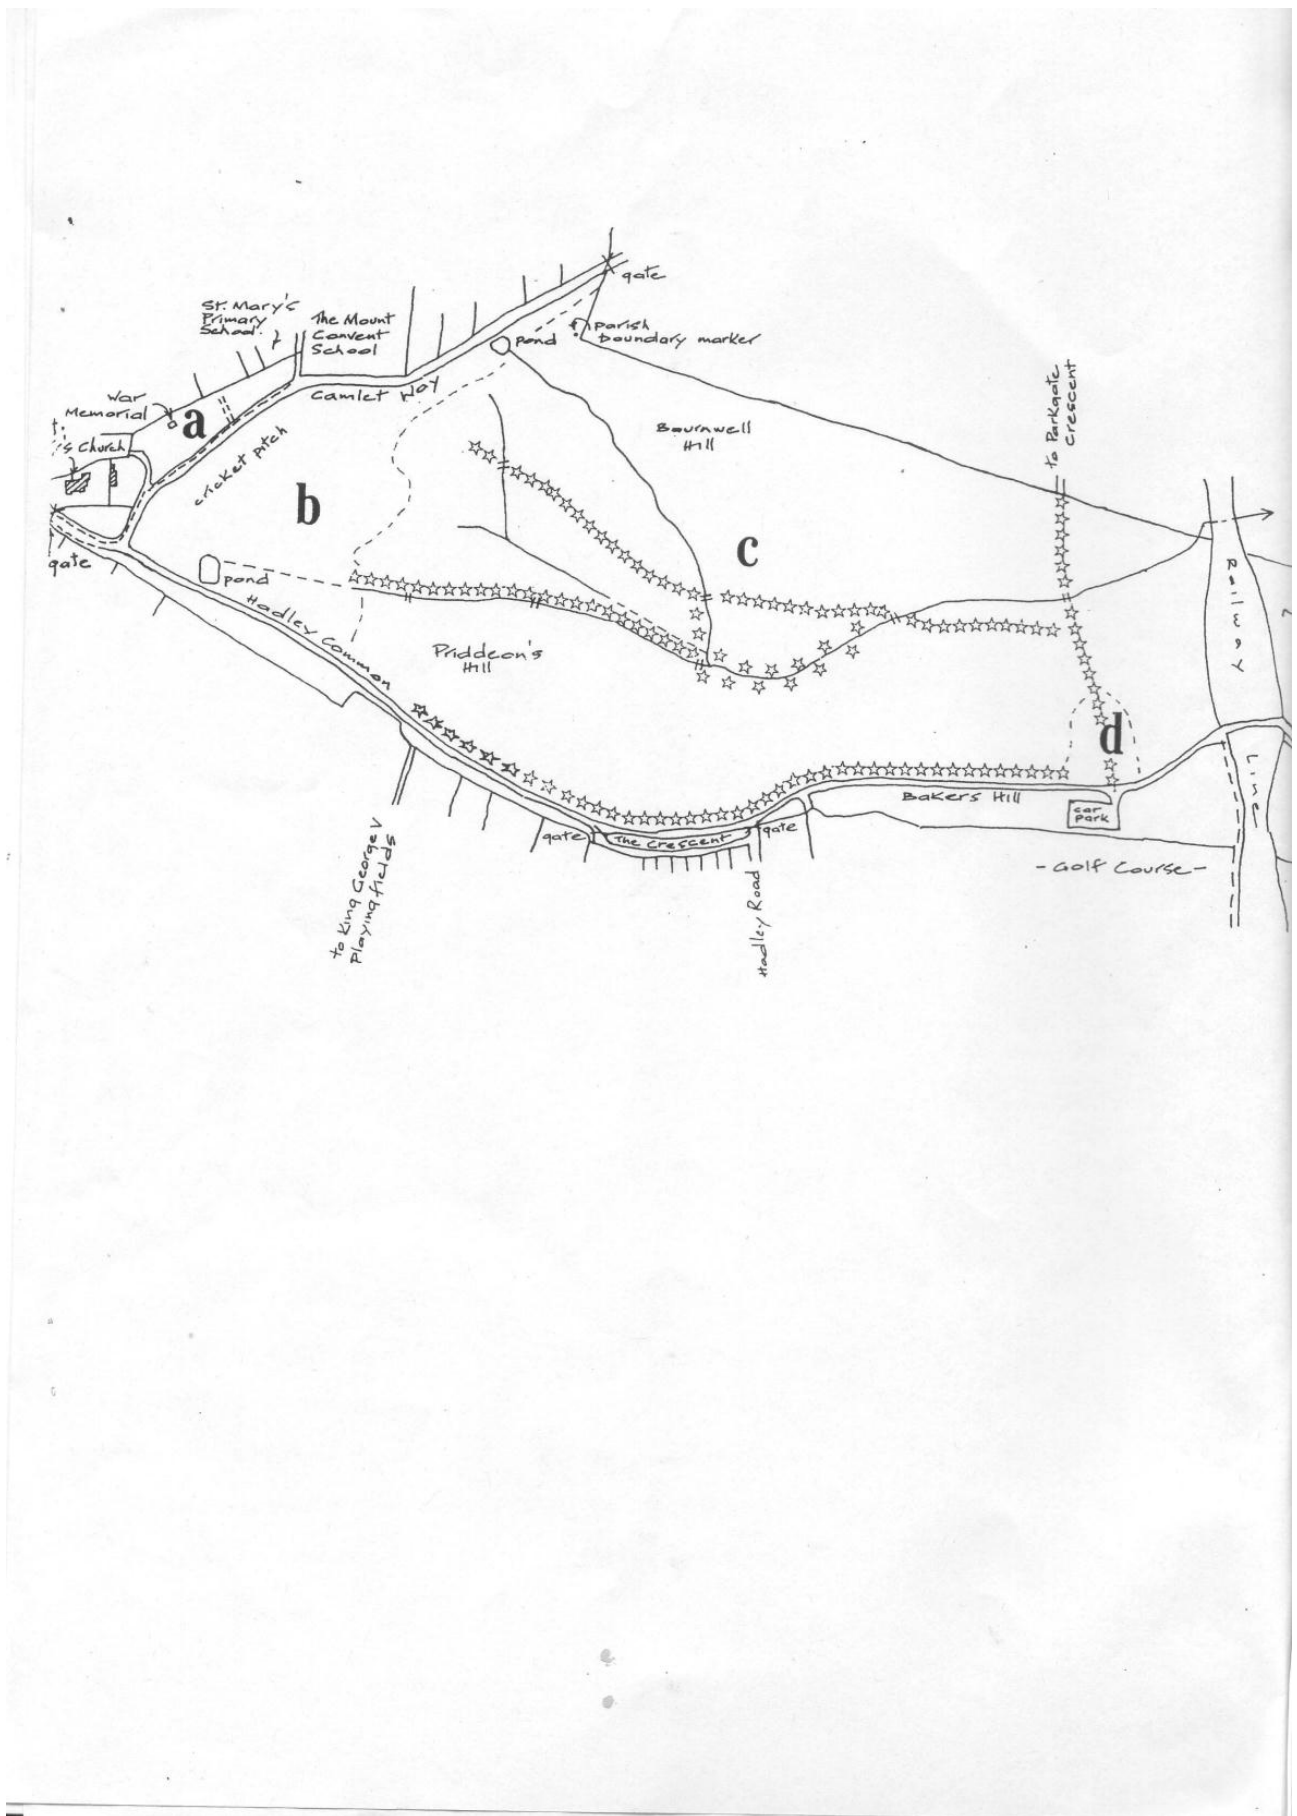 gate
St. Mary's
Primary
School.
The Mount
Convent
School
pond
Parish
boundary marker
War
Memorial
a
Camlet Way
's Church
cricket pitch
Bournwell
Hill
to Parkgate
Crescent
b
c
gate
pond
Hadley Common
Priddeon's
Hill
Railway
Line
d
Bakers Hill
car
park
gate
The Crescent
gate
to King George V
Playing fields
Hadley Road
- Golf Course -